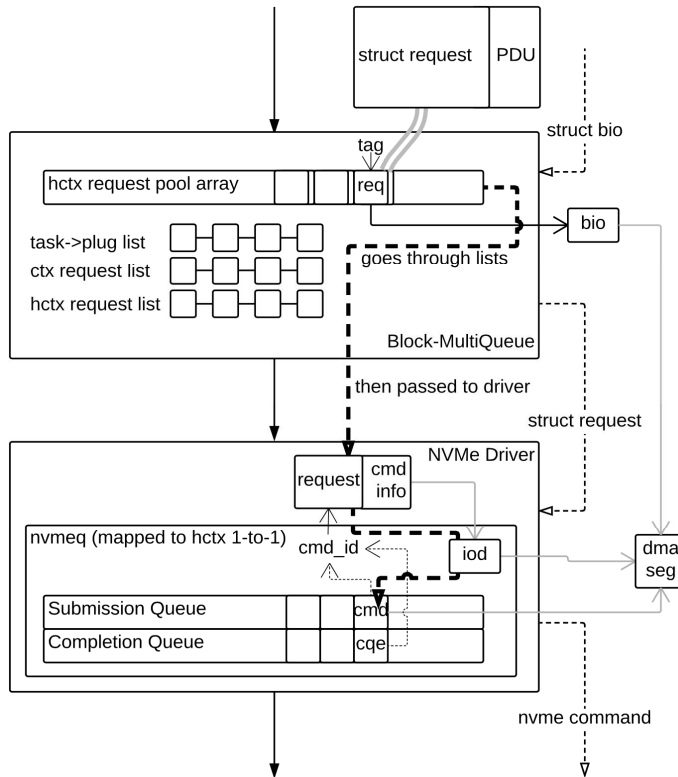 struct request
PDU
struct bio
tag
hctx request pool array
req
task->plug list
bio
ctx request list
goes through lists
hctx request list
Block-MultiQueue
then passed to driver
struct request
NVMe Driver
request
cmd
info
nvmeq (mapped to hctx 1-to-1)
cmd_id
iod
dma
seg
Submission Queue
cmd
Completion Queue
cqe
nvme command